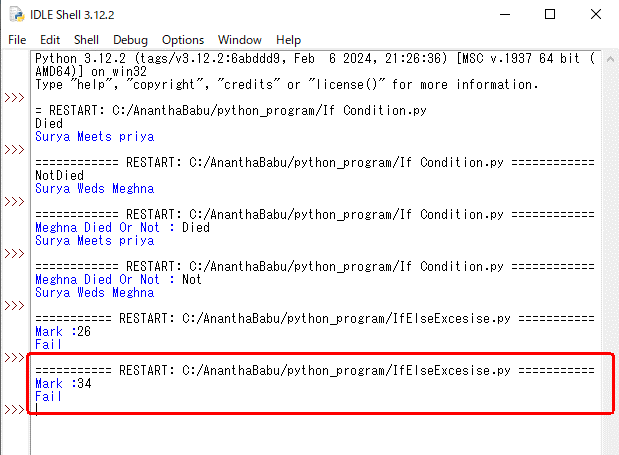 IDLE Shell 3.12.2
File Edit Shell Debug Options Window Help
Python 3.12.2 (tags/v3.12.2:6abddd9, Feb  6 2024, 21:26:36) [MSC v.1937 64 bit (
AMD64)] on win32
Type "help", "copyright", "credits" or "license()" for more information.
>>>
= RESTART: C:/AnanthaBabu/python_program/If Condition.py
Died
Surya Meets priya
>>>
============ RESTART: C:/AnanthaBabu/python_program/If Condition.py ============
NotDied
Surya Weds Meghna
>>>
============ RESTART: C:/AnanthaBabu/python_program/If Condition.py ============
Meghna Died Or Not : Died
Surya Meets priya
>>>
============ RESTART: C:/AnanthaBabu/python_program/If Condition.py ============
Meghna Died Or Not : Not
Surya Weds Meghna
>>>
=========== RESTART: C:/AnanthaBabu/python_program/IfElseExcesise.py ===========
Mark :26
Fail
>>>
=========== RESTART: C:/AnanthaBabu/python_program/IfElseExcesise.py ===========
Mark :34
Fail
>>>